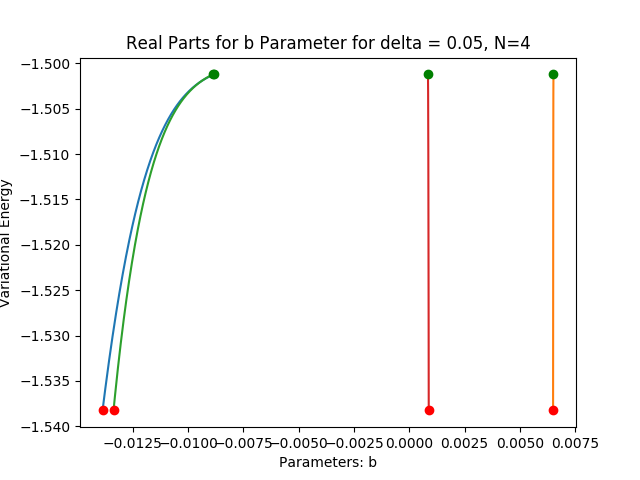 Real Parts for b Parameter for delta = 0.05, N=4
Variational Energy
−1.500
−1.505
−1.510
−1.515
−1.520
−1.525
−1.530
−1.535
−1.540
−0.0125 −0.0100 −0.0075 −0.0050 −0.0025 0.0000 0.0025 0.0050 0.0075
Parameters: b